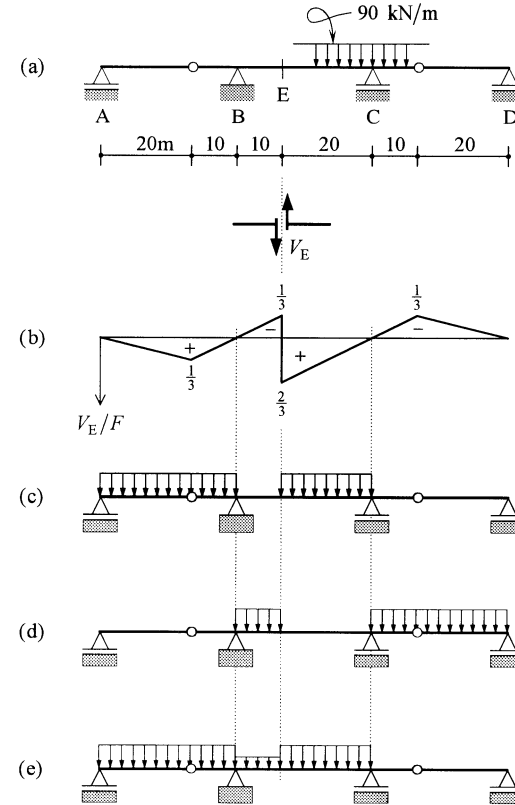 90 kN/m
(a)
A B E C D
20m 10 10 20 10 20
V_E
(b)
1/3 1/3
− + − +
1/3 2/3
V_E/F
(c)
(d)
(e)